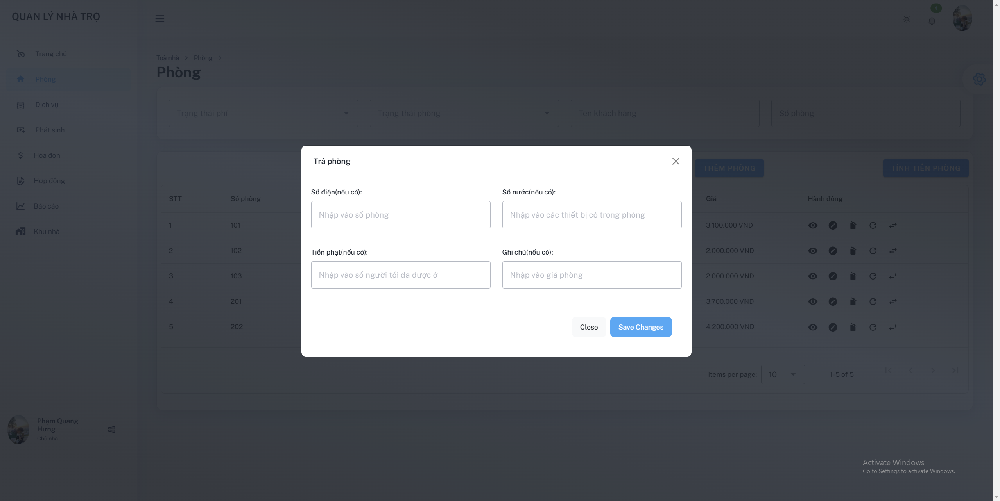 QUẢN LÝ NHÀ TRỌ
4
Trang chủ
Phòng
Dịch vụ
Phát sinh
Hóa đơn
Hợp đồng
Báo cáo
Khu nhà
Phạm Quang
Hưng
Chủ nhà
Toà nhà > Phòng >
Phòng
Trạng thái phí
Trạng thái phòng
Tên khách hàng
Số phòng
THÊM PHÒNG
TÍNH TIỀN PHÒNG
STT Số phòng Giá Hành động
1 101 3.100.000 VND
2 102 2.000.000 VND
3 103 2.000.000 VND
4 201 3.700.000 VND
5 202 4.200.000 VND
Items per page: 10 1-5 of 5
Trả phòng
Số điện(nếu có): Số nước(nếu có):
Nhập vào số phòng Nhập vào các thiết bị có trong phòng
Tiền phạt(nếu có): Ghi chú(nếu có):
Nhập vào số người tối đa được ở Nhập vào giá phòng
Close Save Changes
Activate Windows
Go to Settings to activate Windows.